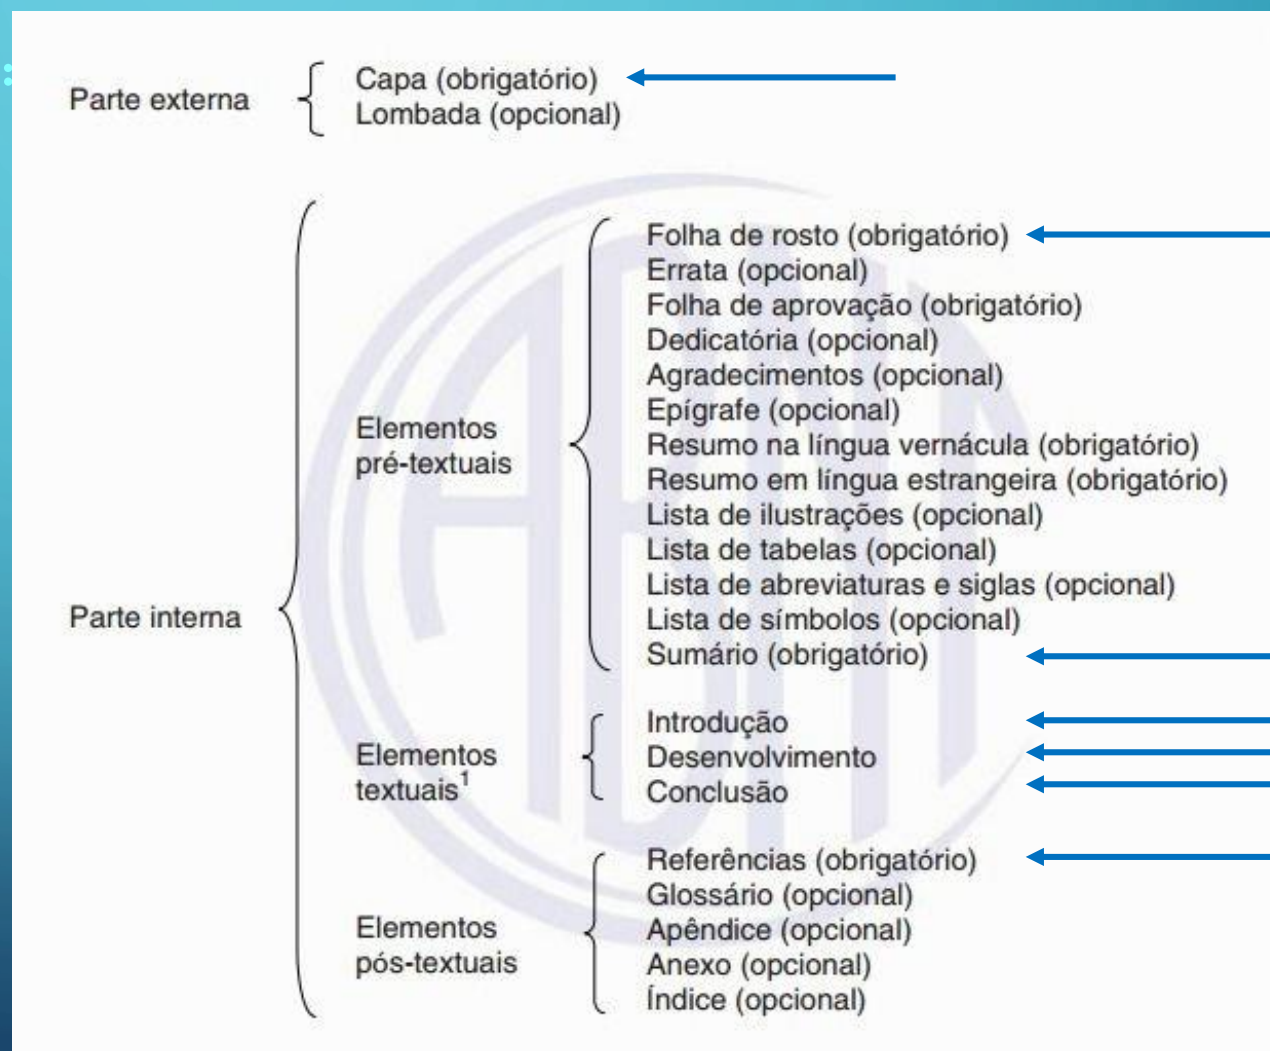 Parte externa
Capa (obrigatório)
Lombada (opcional)
Parte interna
Elementos
pré-textuais
Folha de rosto (obrigatório)
Errata (opcional)
Folha de aprovação (obrigatório)
Dedicatória (opcional)
Agradecimentos (opcional)
Epígrafe (opcional)
Resumo na língua vernácula (obrigatório)
Resumo em língua estrangeira (obrigatório)
Lista de ilustrações (opcional)
Lista de tabelas (opcional)
Lista de abreviaturas e siglas (opcional)
Lista de símbolos (opcional)
Sumário (obrigatório)
Elementos
textuais¹
Introdução
Desenvolvimento
Conclusão
Elementos
pós-textuais
Referências (obrigatório)
Glossário (opcional)
Apêndice (opcional)
Anexo (opcional)
Índice (opcional)
ABNT